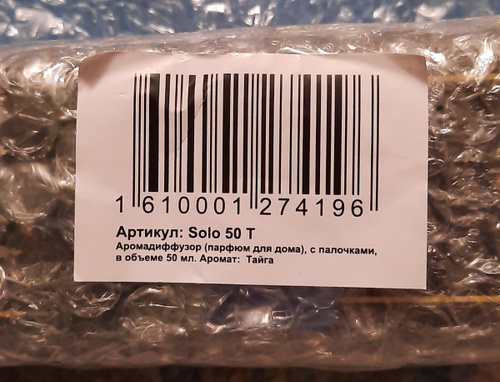 1 610001 274196
Артикул: Solo 50 T
Аромадиффузор (парфюм для дома), с палочками,
в объеме 50 мл. Аромат: Тайга